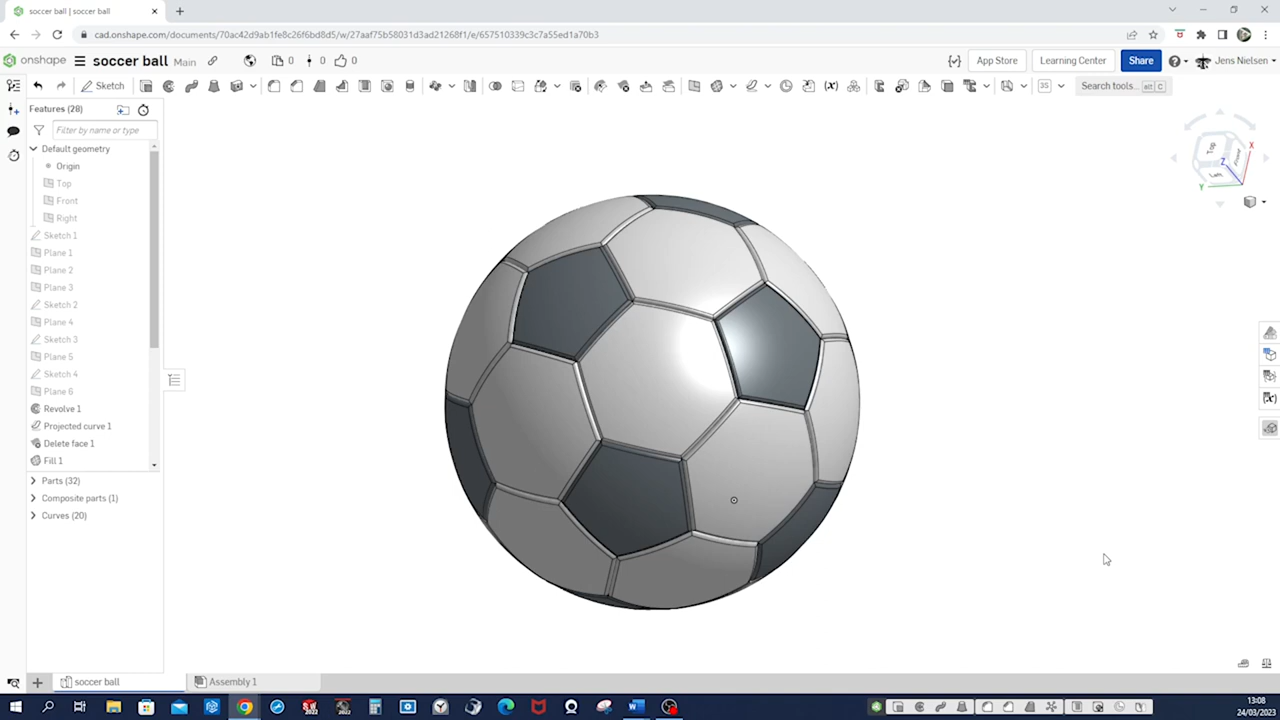 soccer ball | soccer ball
cad.onshape.com/documents/70ac42d9ab1fe8c26f6bd8d5/w/27aaf75b58031d3ad21268f1/e/657510339c3c7a55ed1a70b3
onshape soccer ball Main 0 0 0 App Store Learning Center Share Jens Nielsen
Sketch Search tools... alt C
Features (28)
Filter by name or type
Default geometry
Origin
Top
Front
Right
Sketch 1
Plane 1
Plane 2
Plane 3
Sketch 2
Plane 4
Sketch 3
Plane 5
Sketch 4
Plane 6
Revolve 1
Projected curve 1
Delete face 1
Fill 1
Parts (32)
Composite parts (1)
Curves (20)
Top
X
Z
Y
soccer ball Assembly 1
13:08
24/03/2023